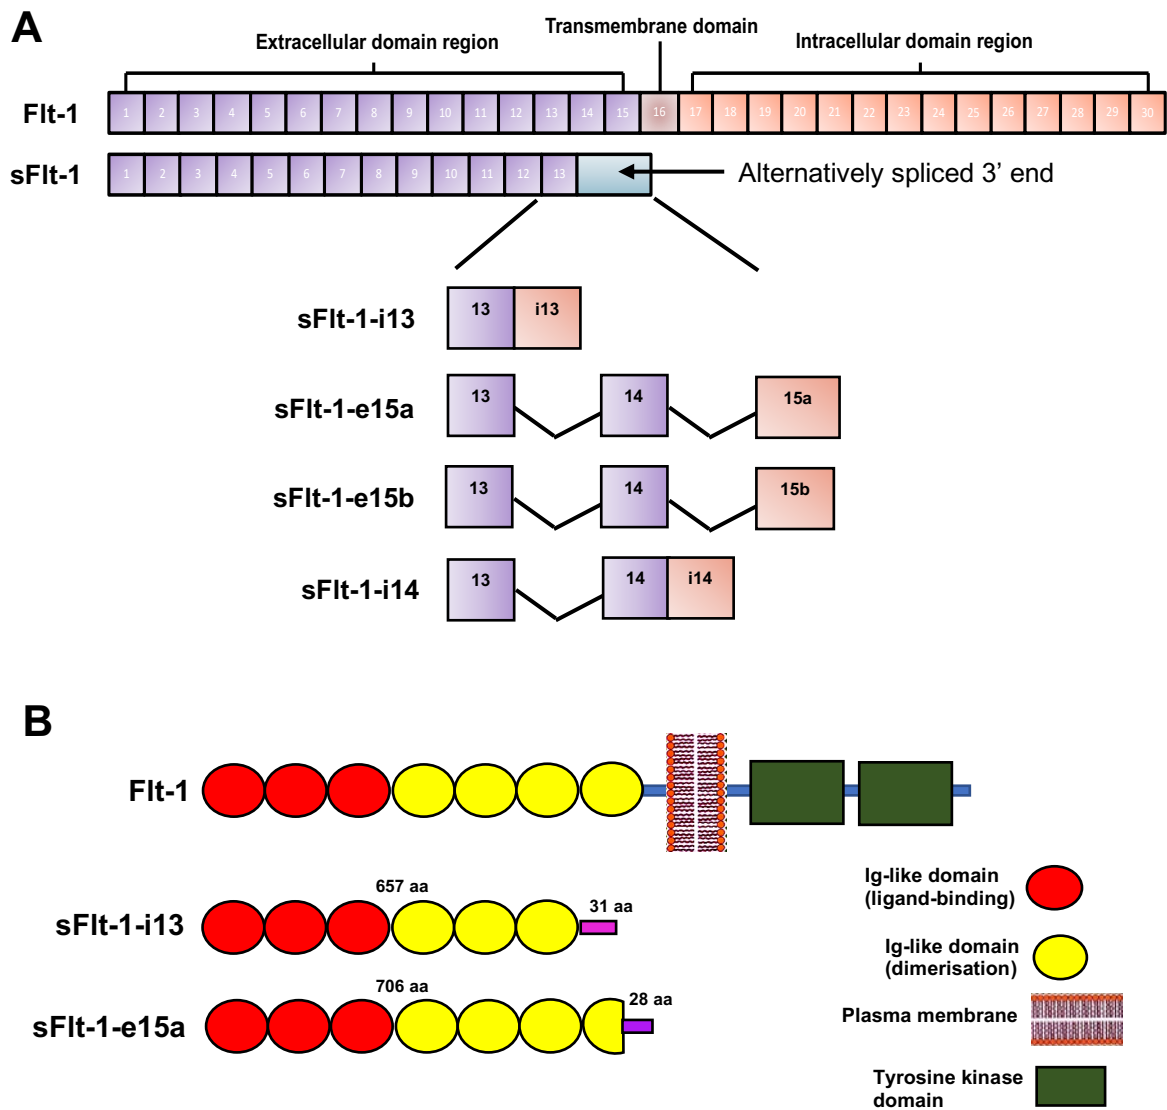 A
Extracellular domain region
Transmembrane domain
Intracellular domain region
Flt-1
1 2 3 4 5 6 7 8 9 10 11 12 13 14 15 16 17 18 19 20 21 22 23 24 25 26 27 28 29 30
sFlt-1
1 2 3 4 5 6 7 8 9 10 11 12 13
Alternatively spliced 3’ end
sFlt-1-i13
13 i13
sFlt-1-e15a
13 14 15a
sFlt-1-e15b
13 14 15b
sFlt-1-i14
13 14 i14
B
Flt-1
657 aa
31 aa
sFlt-1-i13
706 aa
28 aa
sFlt-1-e15a
Ig-like domain
(ligand-binding)
Ig-like domain
(dimerisation)
Plasma membrane
Tyrosine kinase
domain